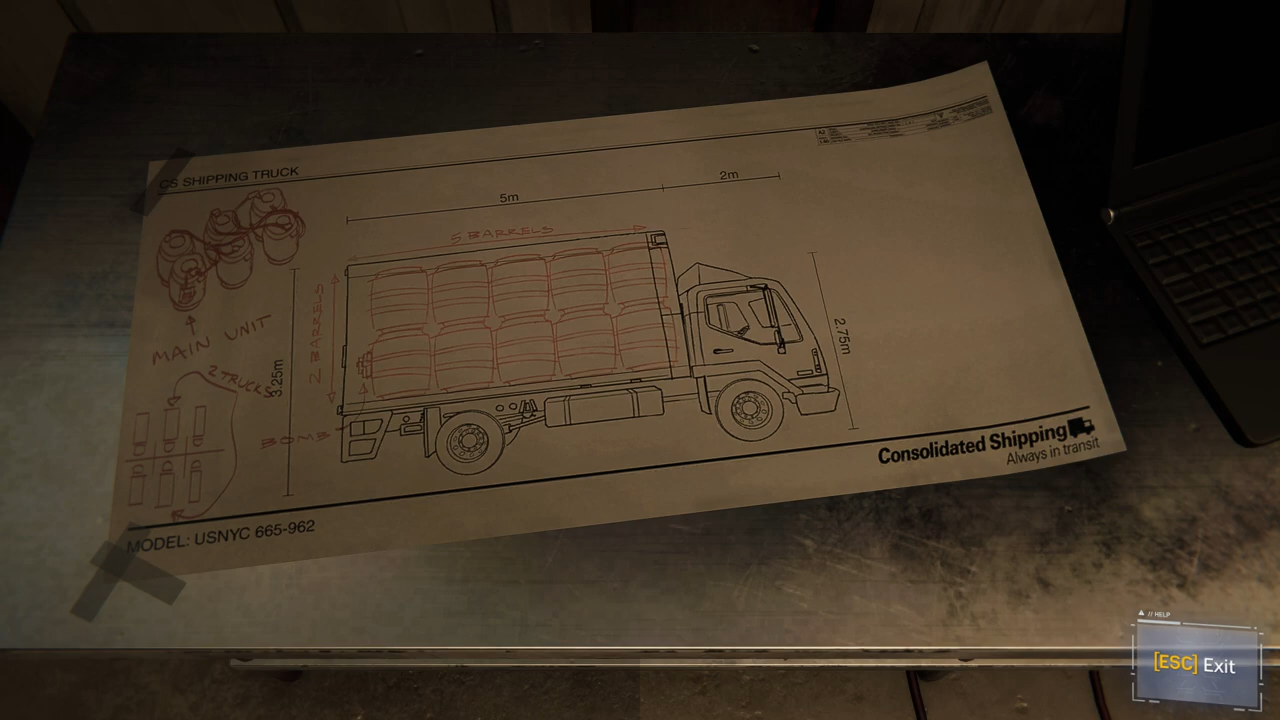 CS SHIPPING TRUCK
5m
2m
5 BARRELS
2 BARRELS
3.25m
2.75m
MAIN UNIT
2 TRUCKS
BOMB
Consolidated Shipping
Always in transit
MODEL: USNYC 665-962
// HELP
[ESC] Exit